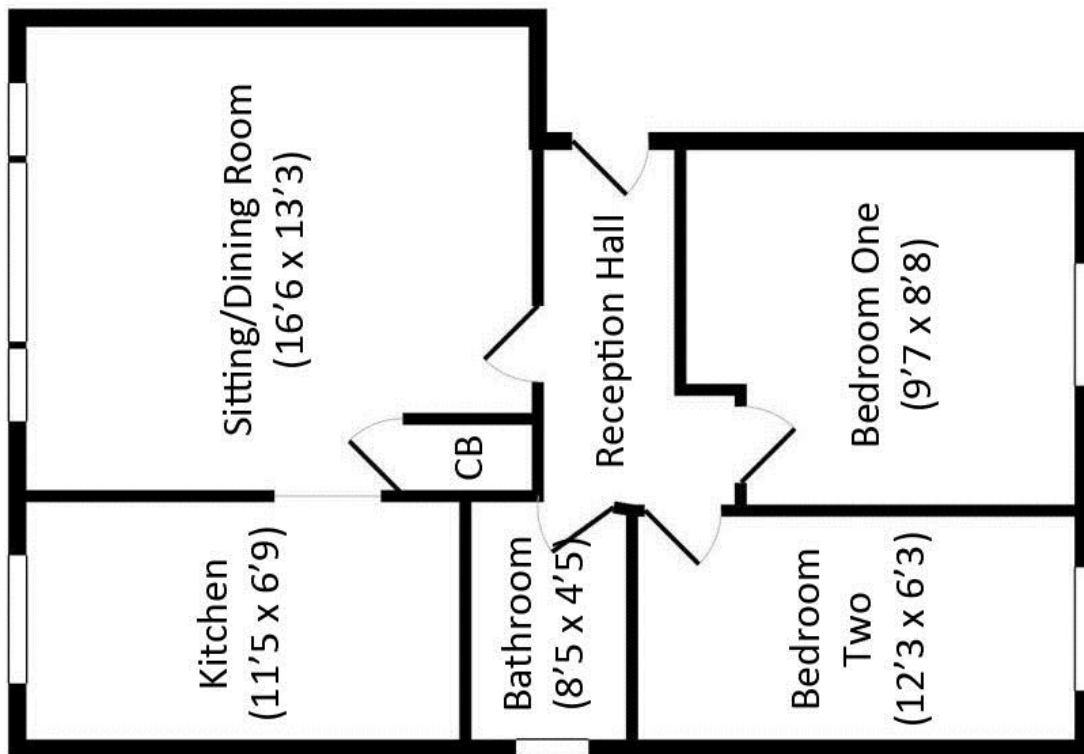 Sitting/Dining Room
(16'6 x 13'3)
CB
Reception Hall
Bedroom One
(9'7 x 8'8)
Kitchen
(11'5 x 6'9)
Bathroom
(8'5 x 4'5)
Bedroom
Two
(12'3 x 6'3)